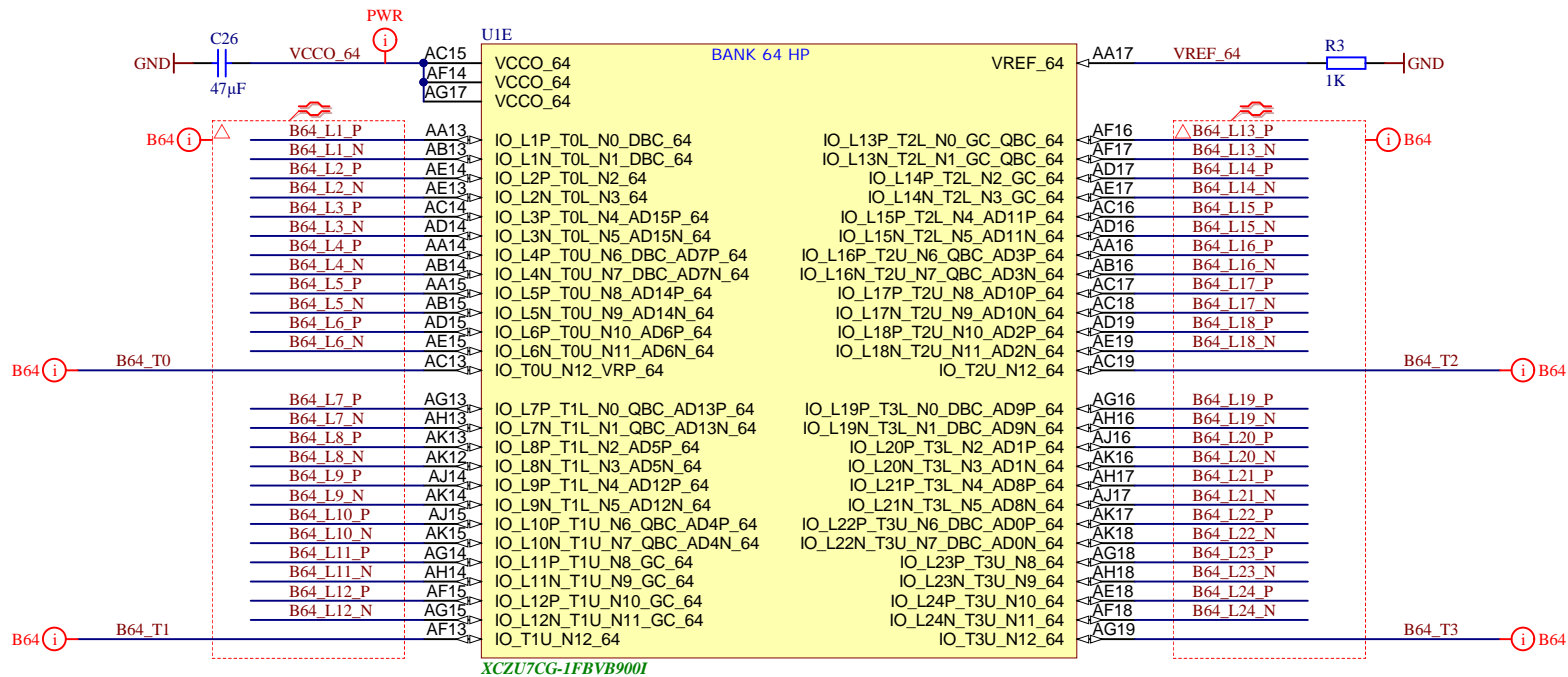 PWR
C26 VCCO_64 AC15 U1E BANK 64 HP AA17 VREF_64 R3
GND i VCCO_64 VREF_64 GND
47µF AF14 VCCO_64 1K
AG17 VCCO_64
B64 i B64_L1_P AA13 IO_L1P_T0L_N0_DBC_64 IO_L13P_T2L_N0_GC_QBC_64 AF16 B64_L13_P i B64
B64_L1_N AB13 IO_L1N_T0L_N1_DBC_64 IO_L13N_T2L_N1_GC_QBC_64 AF17 B64_L13_N
B64_L2_P AE14 IO_L2P_T0L_N2_64 IO_L14P_T2L_N2_GC_64 AD17 B64_L14_P
B64_L2_N AE13 IO_L2N_T0L_N3_64 IO_L14N_T2L_N3_GC_64 AE17 B64_L14_N
B64_L3_P AC14 IO_L3P_T0L_N4_AD15P_64 IO_L15P_T2L_N4_AD11P_64 AC16 B64_L15_P
B64_L3_N AD14 IO_L3N_T0L_N5_AD15N_64 IO_L15N_T2L_N5_AD11N_64 AD16 B64_L15_N
B64_L4_P AA14 IO_L4P_T0U_N6_DBC_AD7P_64 IO_L16P_T2U_N6_QBC_AD3P_64 AA16 B64_L16_P
B64_L4_N AB14 IO_L4N_T0U_N7_DBC_AD7N_64 IO_L16N_T2U_N7_QBC_AD3N_64 AB16 B64_L16_N
B64_L5_P AA15 IO_L5P_T0U_N8_AD14P_64 IO_L17P_T2U_N8_AD10P_64 AC17 B64_L17_P
B64_L5_N AB15 IO_L5N_T0U_N9_AD14N_64 IO_L17N_T2U_N9_AD10N_64 AC18 B64_L17_N
B64_L6_P AD15 IO_L6P_T0U_N10_AD6P_64 IO_L18P_T2U_N10_AD2P_64 AD19 B64_L18_P
B64_L6_N AE15 IO_L6N_T0U_N11_AD6N_64 IO_L18N_T2U_N11_AD2N_64 AE19 B64_L18_N
B64 i B64_T0 AC13 IO_T0U_N12_VRP_64 IO_T2U_N12_64 AC19 B64_T2 i B64
B64_L7_P AG13 IO_L7P_T1L_N0_QBC_AD13P_64 IO_L19P_T3L_N0_DBC_AD9P_64 AG16 B64_L19_P
B64_L7_N AH13 IO_L7N_T1L_N1_QBC_AD13N_64 IO_L19N_T3L_N1_DBC_AD9N_64 AH16 B64_L19_N
B64_L8_P AK13 IO_L8P_T1L_N2_AD5P_64 IO_L20P_T3L_N2_AD1P_64 AJ16 B64_L20_P
B64_L8_N AK12 IO_L8N_T1L_N3_AD5N_64 IO_L20N_T3L_N3_AD1N_64 AK16 B64_L20_N
B64_L9_P AJ14 IO_L9P_T1L_N4_AD12P_64 IO_L21P_T3L_N4_AD8P_64 AH17 B64_L21_P
B64_L9_N AK14 IO_L9N_T1L_N5_AD12N_64 IO_L21N_T3L_N5_AD8N_64 AJ17 B64_L21_N
B64_L10_P AJ15 IO_L10P_T1U_N6_QBC_AD4P_64 IO_L22P_T3U_N6_DBC_AD0P_64 AK17 B64_L22_P
B64_L10_N AK15 IO_L10N_T1U_N7_QBC_AD4N_64 IO_L22N_T3U_N7_DBC_AD0N_64 AK18 B64_L22_N
B64_L11_P AG14 IO_L11P_T1U_N8_GC_64 IO_L23P_T3U_N8_64 AG18 B64_L23_P
B64_L11_N AH14 IO_L11N_T1U_N9_GC_64 IO_L23N_T3U_N9_64 AH18 B64_L23_N
B64_L12_P AF15 IO_L12P_T1U_N10_GC_64 IO_L24P_T3U_N10_64 AE18 B64_L24_P
B64_L12_N AG15 IO_L12N_T1U_N11_GC_64 IO_L24N_T3U_N11_64 AF18 B64_L24_N
B64 i B64_T1 AF13 IO_T1U_N12_64 IO_T3U_N12_64 AG19 B64_T3 i B64
XCZU7CG-1FBVB900I